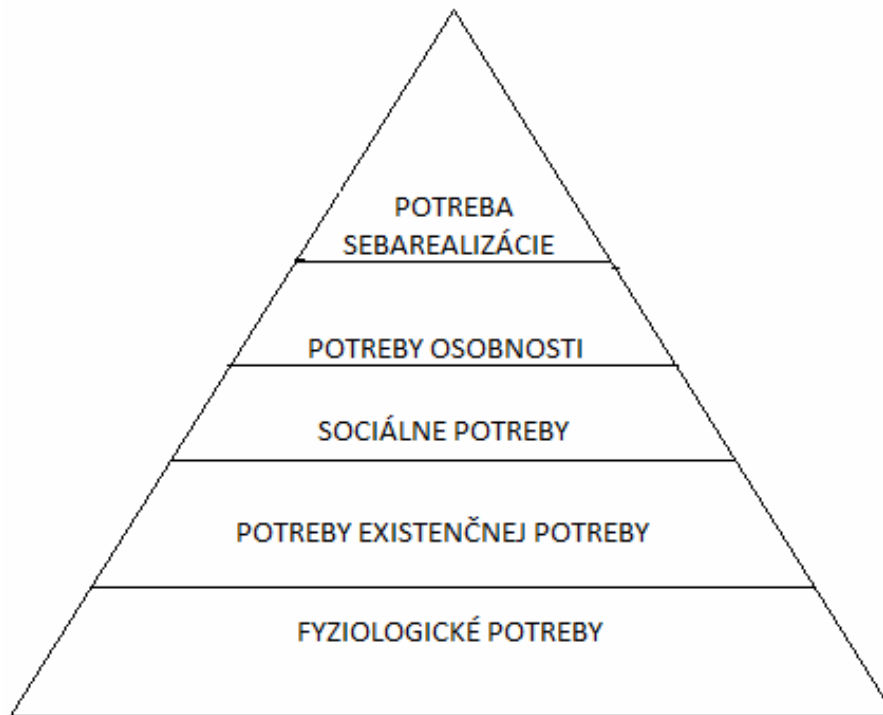 POTREBA
SEBAREALIZÁCIE
POTREBY OSOBNOSTI
SOCIÁLNE POTREBY
POTREBY EXISTENČNEJ POTREBY
FYZIOLOGICKÉ POTREBY